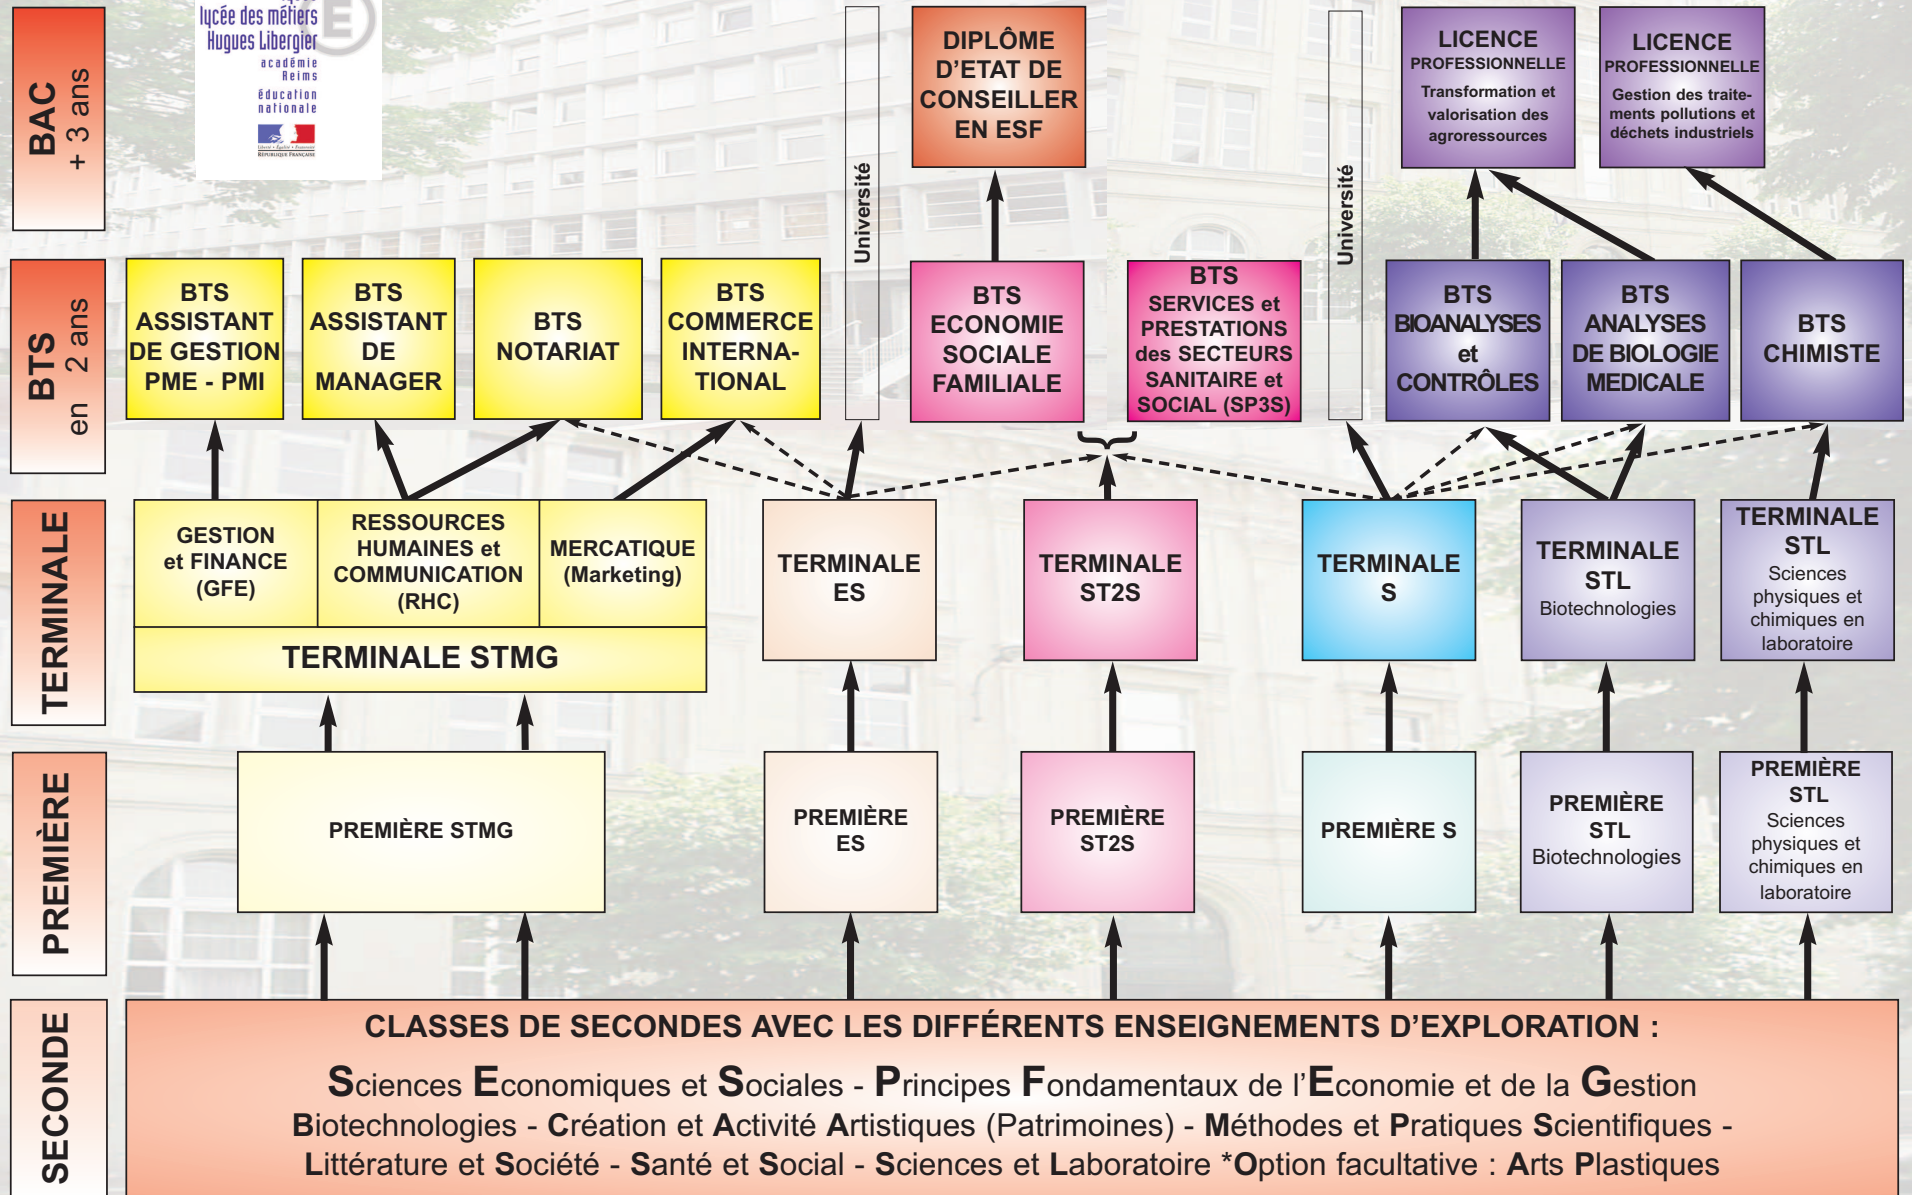 lycée des métiers
Hugues Libergier
académie
Reims
éducation
nationale
Liberté • Égalité • Fraternité
RÉPUBLIQUE FRANÇAISE
E
BAC
+ 3 ans
Université
DIPLÔME
D’ETAT DE
CONSEILLER
EN ESF
Université
LICENCE
PROFESSIONNELLE
Transformation et
valorisation des
agroressources
LICENCE
PROFESSIONNELLE
Gestion des traite-
ments pollutions et
déchets industriels
BTS
en 2 ans
BTS
ASSISTANT
DE GESTION
PME - PMI
BTS
ASSISTANT
DE
MANAGER
BTS
NOTARIAT
BTS
COMMERCE
INTERNA-
TIONAL
BTS
ECONOMIE
SOCIALE
FAMILIALE
BTS
SERVICES et
PRESTATIONS
des SECTEURS
SANITAIRE et
SOCIAL (SP3S)
BTS
BIOANALYSES
et
CONTRÔLES
BTS
ANALYSES
DE BIOLOGIE
MEDICALE
BTS
CHIMISTE
TERMINALE
GESTION
et FINANCE
(GFE)
RESSOURCES
HUMAINES et
COMMUNICATION
(RHC)
MERCATIQUE
(Marketing)
TERMINALE STMG
TERMINALE
ES
TERMINALE
ST2S
TERMINALE
S
TERMINALE
STL
Biotechnologies
TERMINALE
STL
Sciences
physiques et
chimiques en
laboratoire
PREMIÈRE
PREMIÈRE STMG
PREMIÈRE
ES
PREMIÈRE
ST2S
PREMIÈRE S
PREMIÈRE
STL
Biotechnologies
PREMIÈRE
STL
Sciences
physiques et
chimiques en
laboratoire
SECONDE
CLASSES DE SECONDES AVEC LES DIFFÉRENTS ENSEIGNEMENTS D’EXPLORATION :
Sciences Economiques et Sociales - Principes Fondamentaux de l’Economie et de la Gestion
Biotechnologies - Création et Activité Artistiques (Patrimoines) - Méthodes et Pratiques Scientifiques -
Littérature et Société - Santé et Social - Sciences et Laboratoire *Option facultative : Arts Plastiques